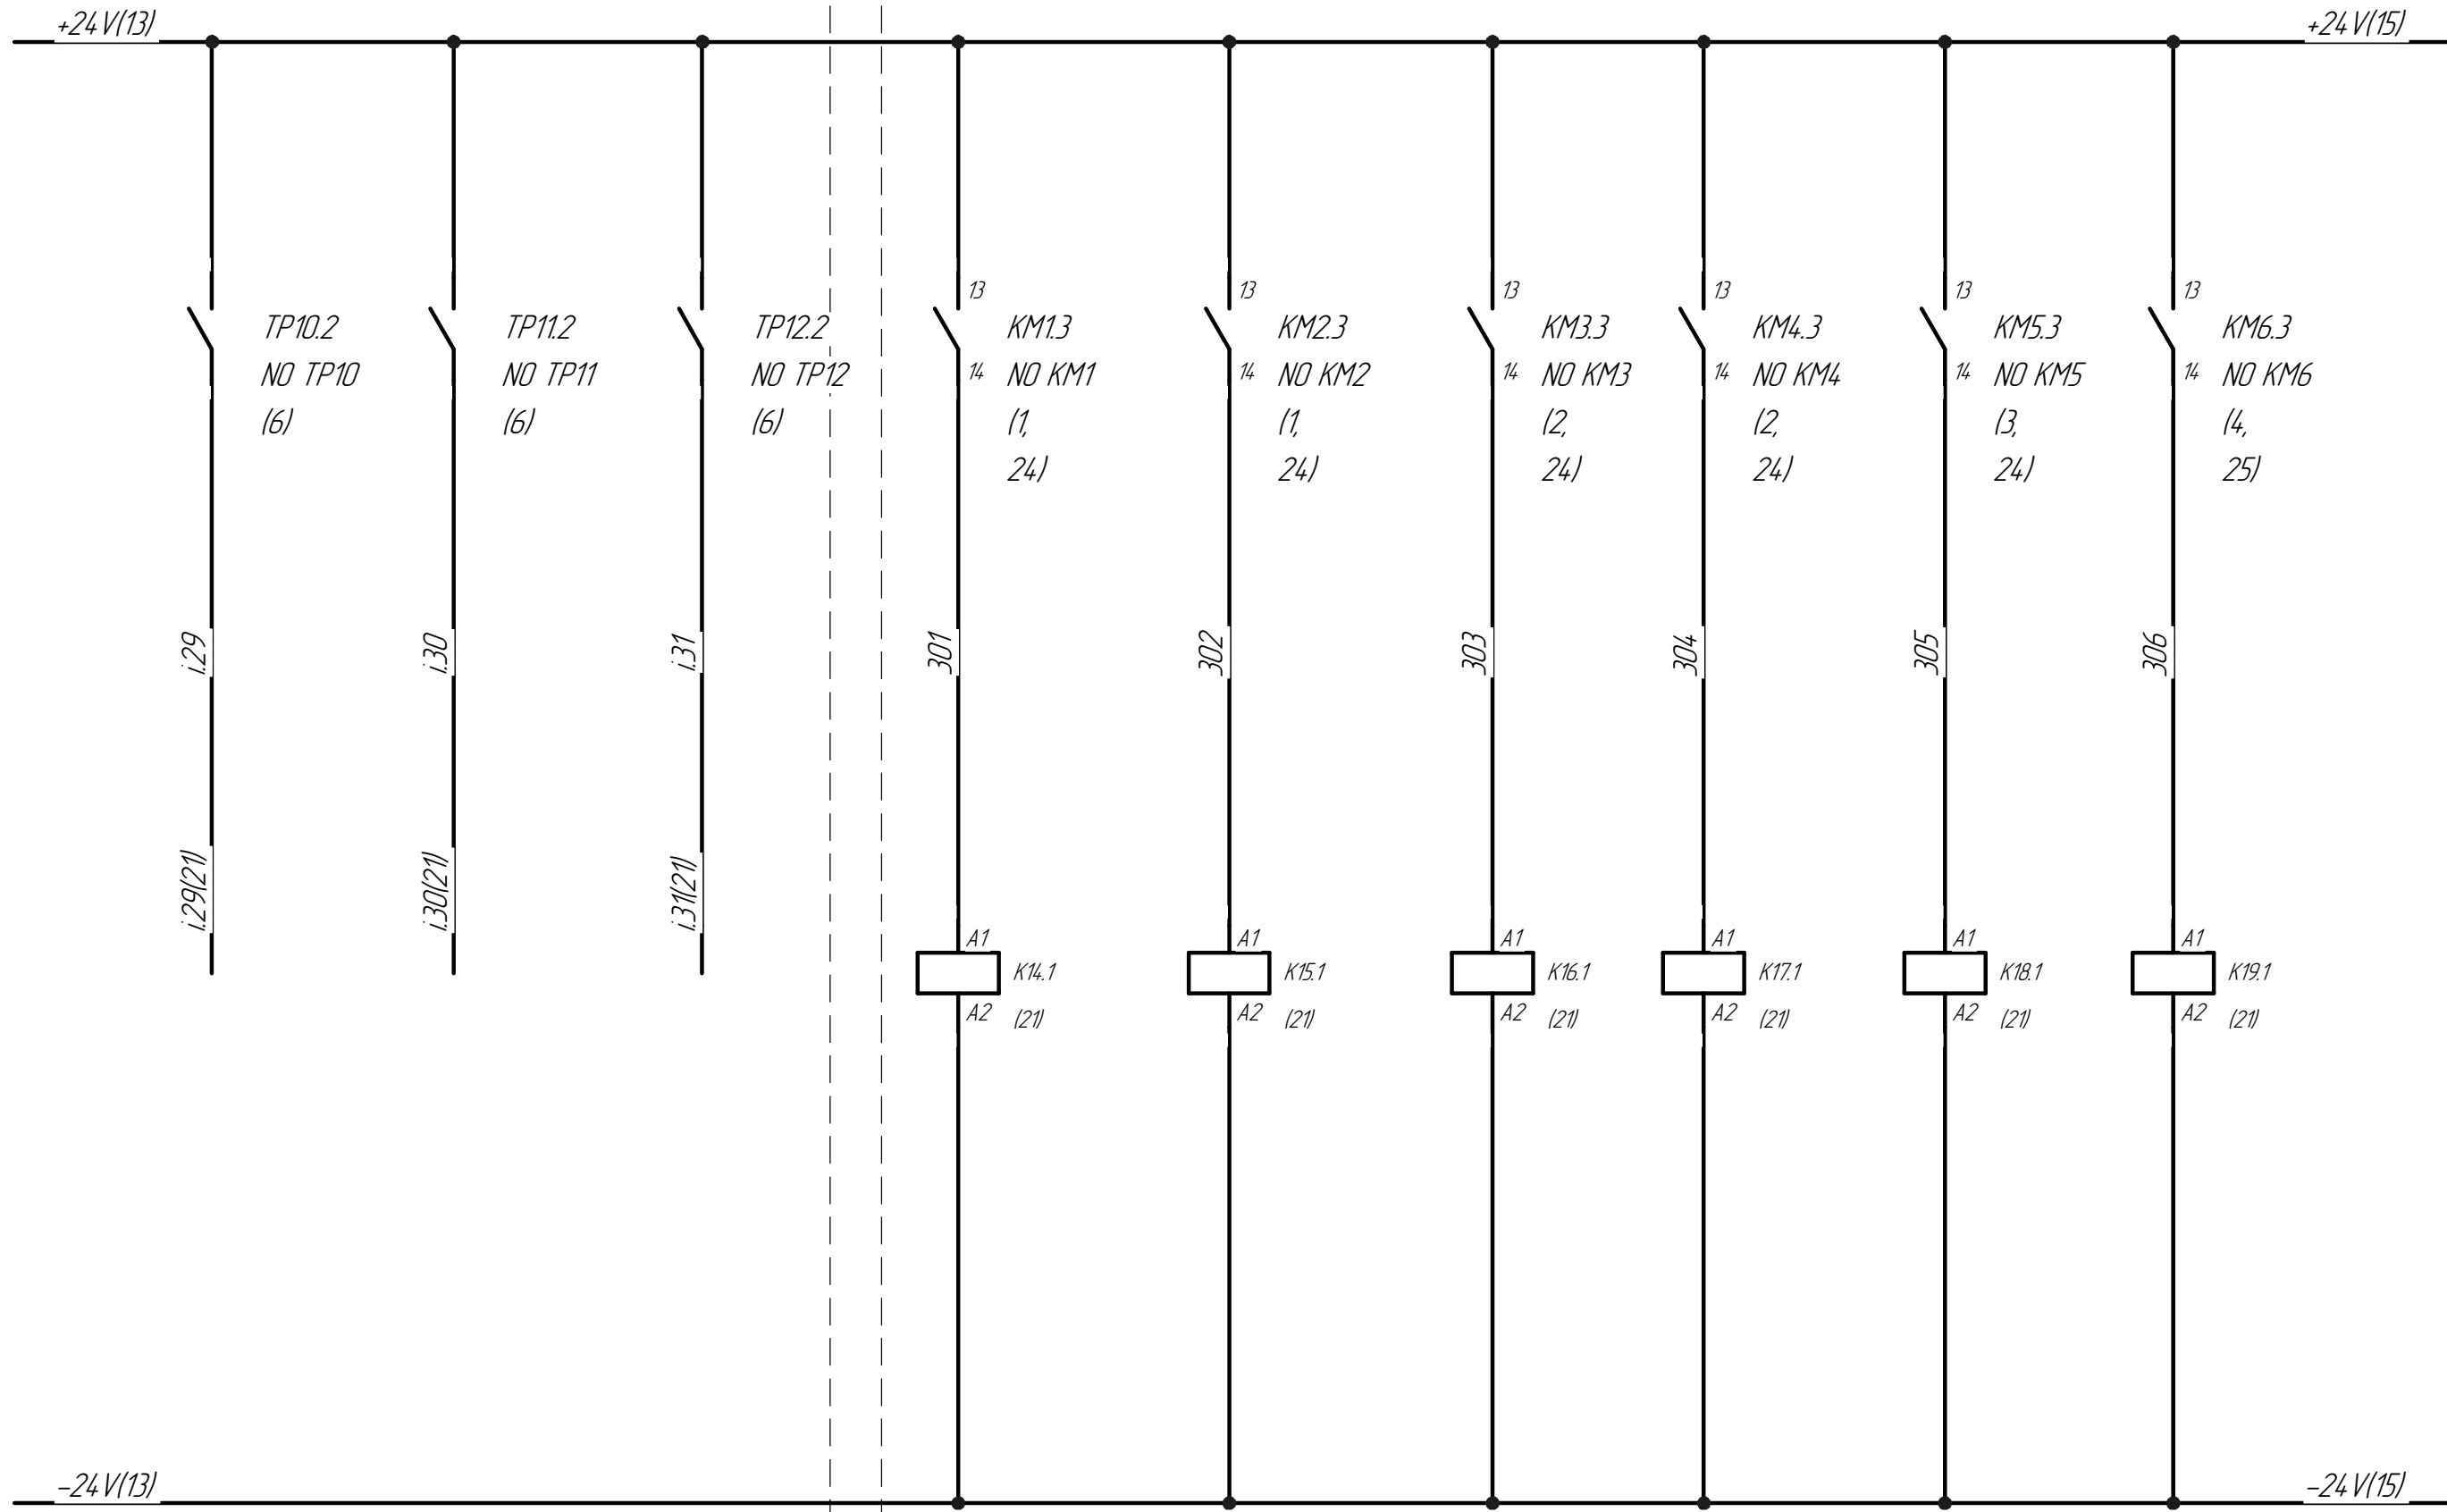 +24V(13)
+24V(15)
TP10.2
NO TP10
(6)
TP11.2
NO TP11
(6)
TP12.2
NO TP12
(6)
13
14
KM1.3
NO KM1
(1,
24)
13
14
KM2.3
NO KM2
(1,
24)
13
14
KM3.3
NO KM3
(2,
24)
13
14
KM4.3
NO KM4
(2,
24)
13
14
KM5.3
NO KM5
(3,
24)
13
14
KM6.3
NO KM6
(4,
25)
i.29
i.30
i.31
301
302
303
304
305
306
i.29(21)
i.30(21)
i.31(21)
A1
K14.1
A2
(21)
A1
K15.1
A2
(21)
A1
K16.1
A2
(21)
A1
K17.1
A2
(21)
A1
K18.1
A2
(21)
A1
K19.1
A2
(21)
-24V(13)
-24V(15)